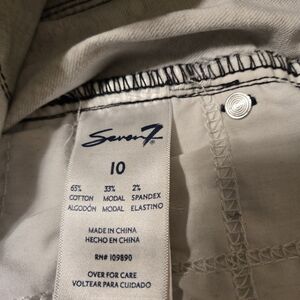 Seven7®
10
65% 33% 2%
COTTON MODAL SPANDEX
ALGODÓN MODAL ELASTINO
MADE IN CHINA
HECHO EN CHINA
RN# 109890
OVER FOR CARE
VOLTEAR PARA CUIDADO